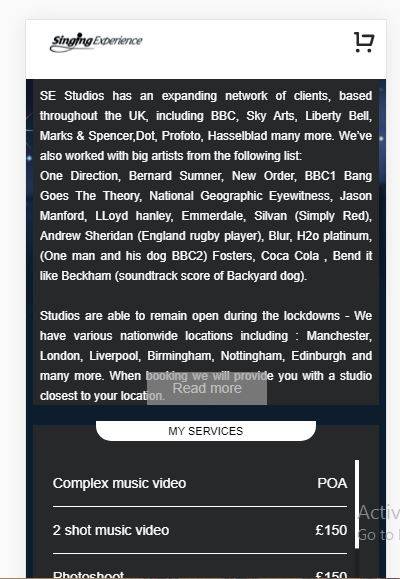 Singing Experience
SE Studios has an expanding network of clients, based
throughout the UK, including BBC, Sky Arts, Liberty Bell,
Marks & Spencer,Dot, Profoto, Hasselblad many more. We've
also worked with big artists from the following list:
One Direction, Bernard Sumner, New Order, BBC1 Bang
Goes The Theory, National Geographic Eyewitness, Jason
Manford, LLoyd hanley, Emmerdale, Silvan (Simply Red),
Andrew Sheridan (England rugby player), Blur, H2o platinum,
(One man and his dog BBC2) Fosters, Coca Cola , Bend it
like Beckham (soundtrack score of Backyard dog).
Studios are able to remain open during the lockdowns - We
have various nationwide locations including : Manchester,
London, Liverpool, Birmingham, Nottingham, Edinburgh and
many more. When booking we will provide you with a studio
closest to your location.
Read more
MY SERVICES
Complex music video POA
2 shot music video £150
Photoshoot £150
Activ
Go to